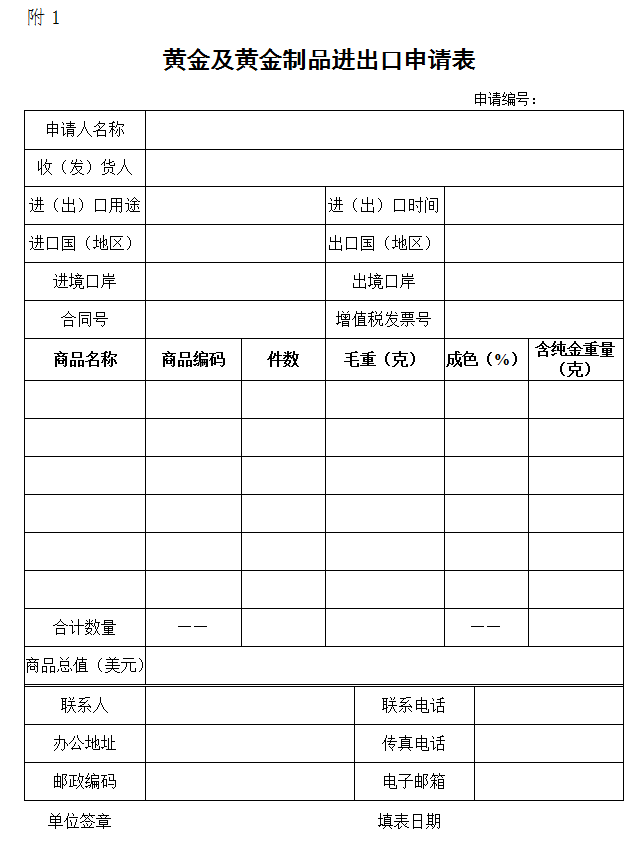 附 1
黄金及黄金制品进出口申请表
申请编号：
申请人名称
收（发）货人
进（出）口用途 进（出）口时间
进口国（地区） 出口国（地区）
进境口岸 出境口岸
合同号 增值税发票号
商品名称 商品编码 件数 毛重（克） 成色（%） 含纯金重量（克）
合计数量 —— ——
商品总值（美元）
联系人 联系电话
办公地址 传真电话
邮政编码 电子邮箱
单位签章 填表日期